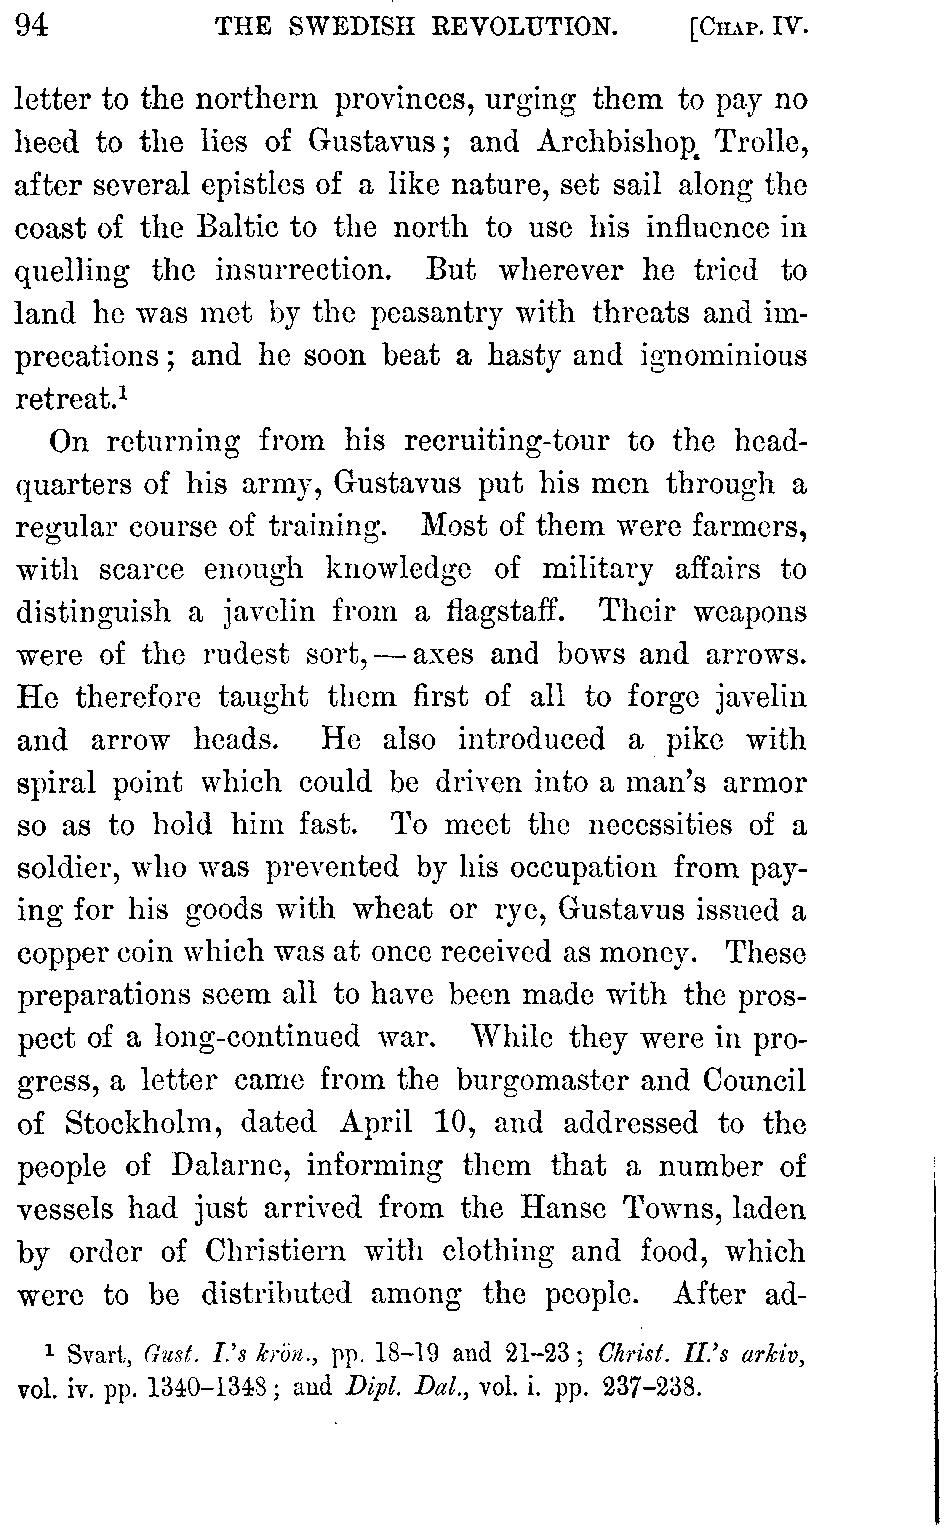 94 THE SWEDISH REVOLUTION. [CHAP. IV.
letter to the northern provinces, urging them to pay no
heed to the lies of Gustavus; and Archbishop Trolle,
after several epistles of a like nature, set sail along the
coast of the Baltic to the north to use his influence in
quelling the insurrection. But wherever he tried to
land he was met by the peasantry with threats and im-
precations; and he soon beat a hasty and ignominious
retreat.¹
On returning from his recruiting-tour to the head-
quarters of his army, Gustavus put his men through a
regular course of training. Most of them were farmers,
with scarce enough knowledge of military affairs to
distinguish a javelin from a flagstaff. Their weapons
were of the rudest sort,—axes and bows and arrows.
He therefore taught them first of all to forge javelin
and arrow heads. He also introduced a pike with
spiral point which could be driven into a man's armor
so as to hold him fast. To meet the necessities of a
soldier, who was prevented by his occupation from pay-
ing for his goods with wheat or rye, Gustavus issued a
copper coin which was at once received as money. These
preparations seem all to have been made with the pros-
pect of a long-continued war. While they were in pro-
gress, a letter came from the burgomaster and Council
of Stockholm, dated April 10, and addressed to the
people of Dalarne, informing them that a number of
vessels had just arrived from the Hanse Towns, laden
by order of Christiern with clothing and food, which
were to be distributed among the people. After ad-
¹ Svart, Gust. I.'s krön., pp. 18–19 and 21–23; Christ. II.'s arkiv,
vol. iv. pp. 1340–1348; and Dipl. Dal., vol. i. pp. 237–238.